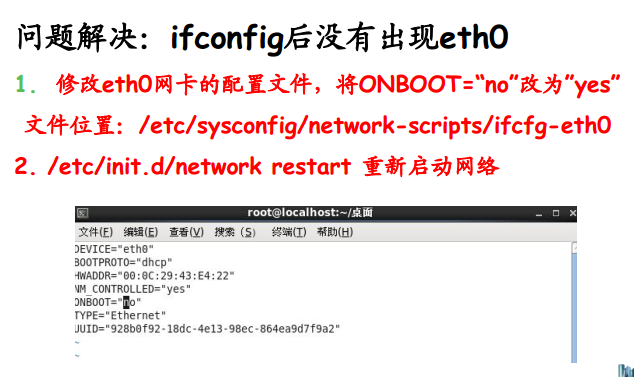 问题解决：ifconfig后没有出现eth0
1. 修改eth0网卡的配置文件，将ONBOOT=“no”改为”yes”
文件位置：/etc/sysconfig/network-scripts/ifcfg-eth0
2. /etc/init.d/network restart 重新启动网络
root@localhost:~/桌面
文件(F) 编辑(E) 查看(V) 搜索 (S) 终端(T) 帮助(H)
DEVICE="eth0"
BOOTPROTO="dhcp"
HWADDR="00:0C:29:43:E4:22"
NM_CONTROLLED="yes"
ONBOOT="no"
TYPE="Ethernet"
UUID="928b0f92-18dc-4e13-98ec-864ea9d7f9a2"
~
~